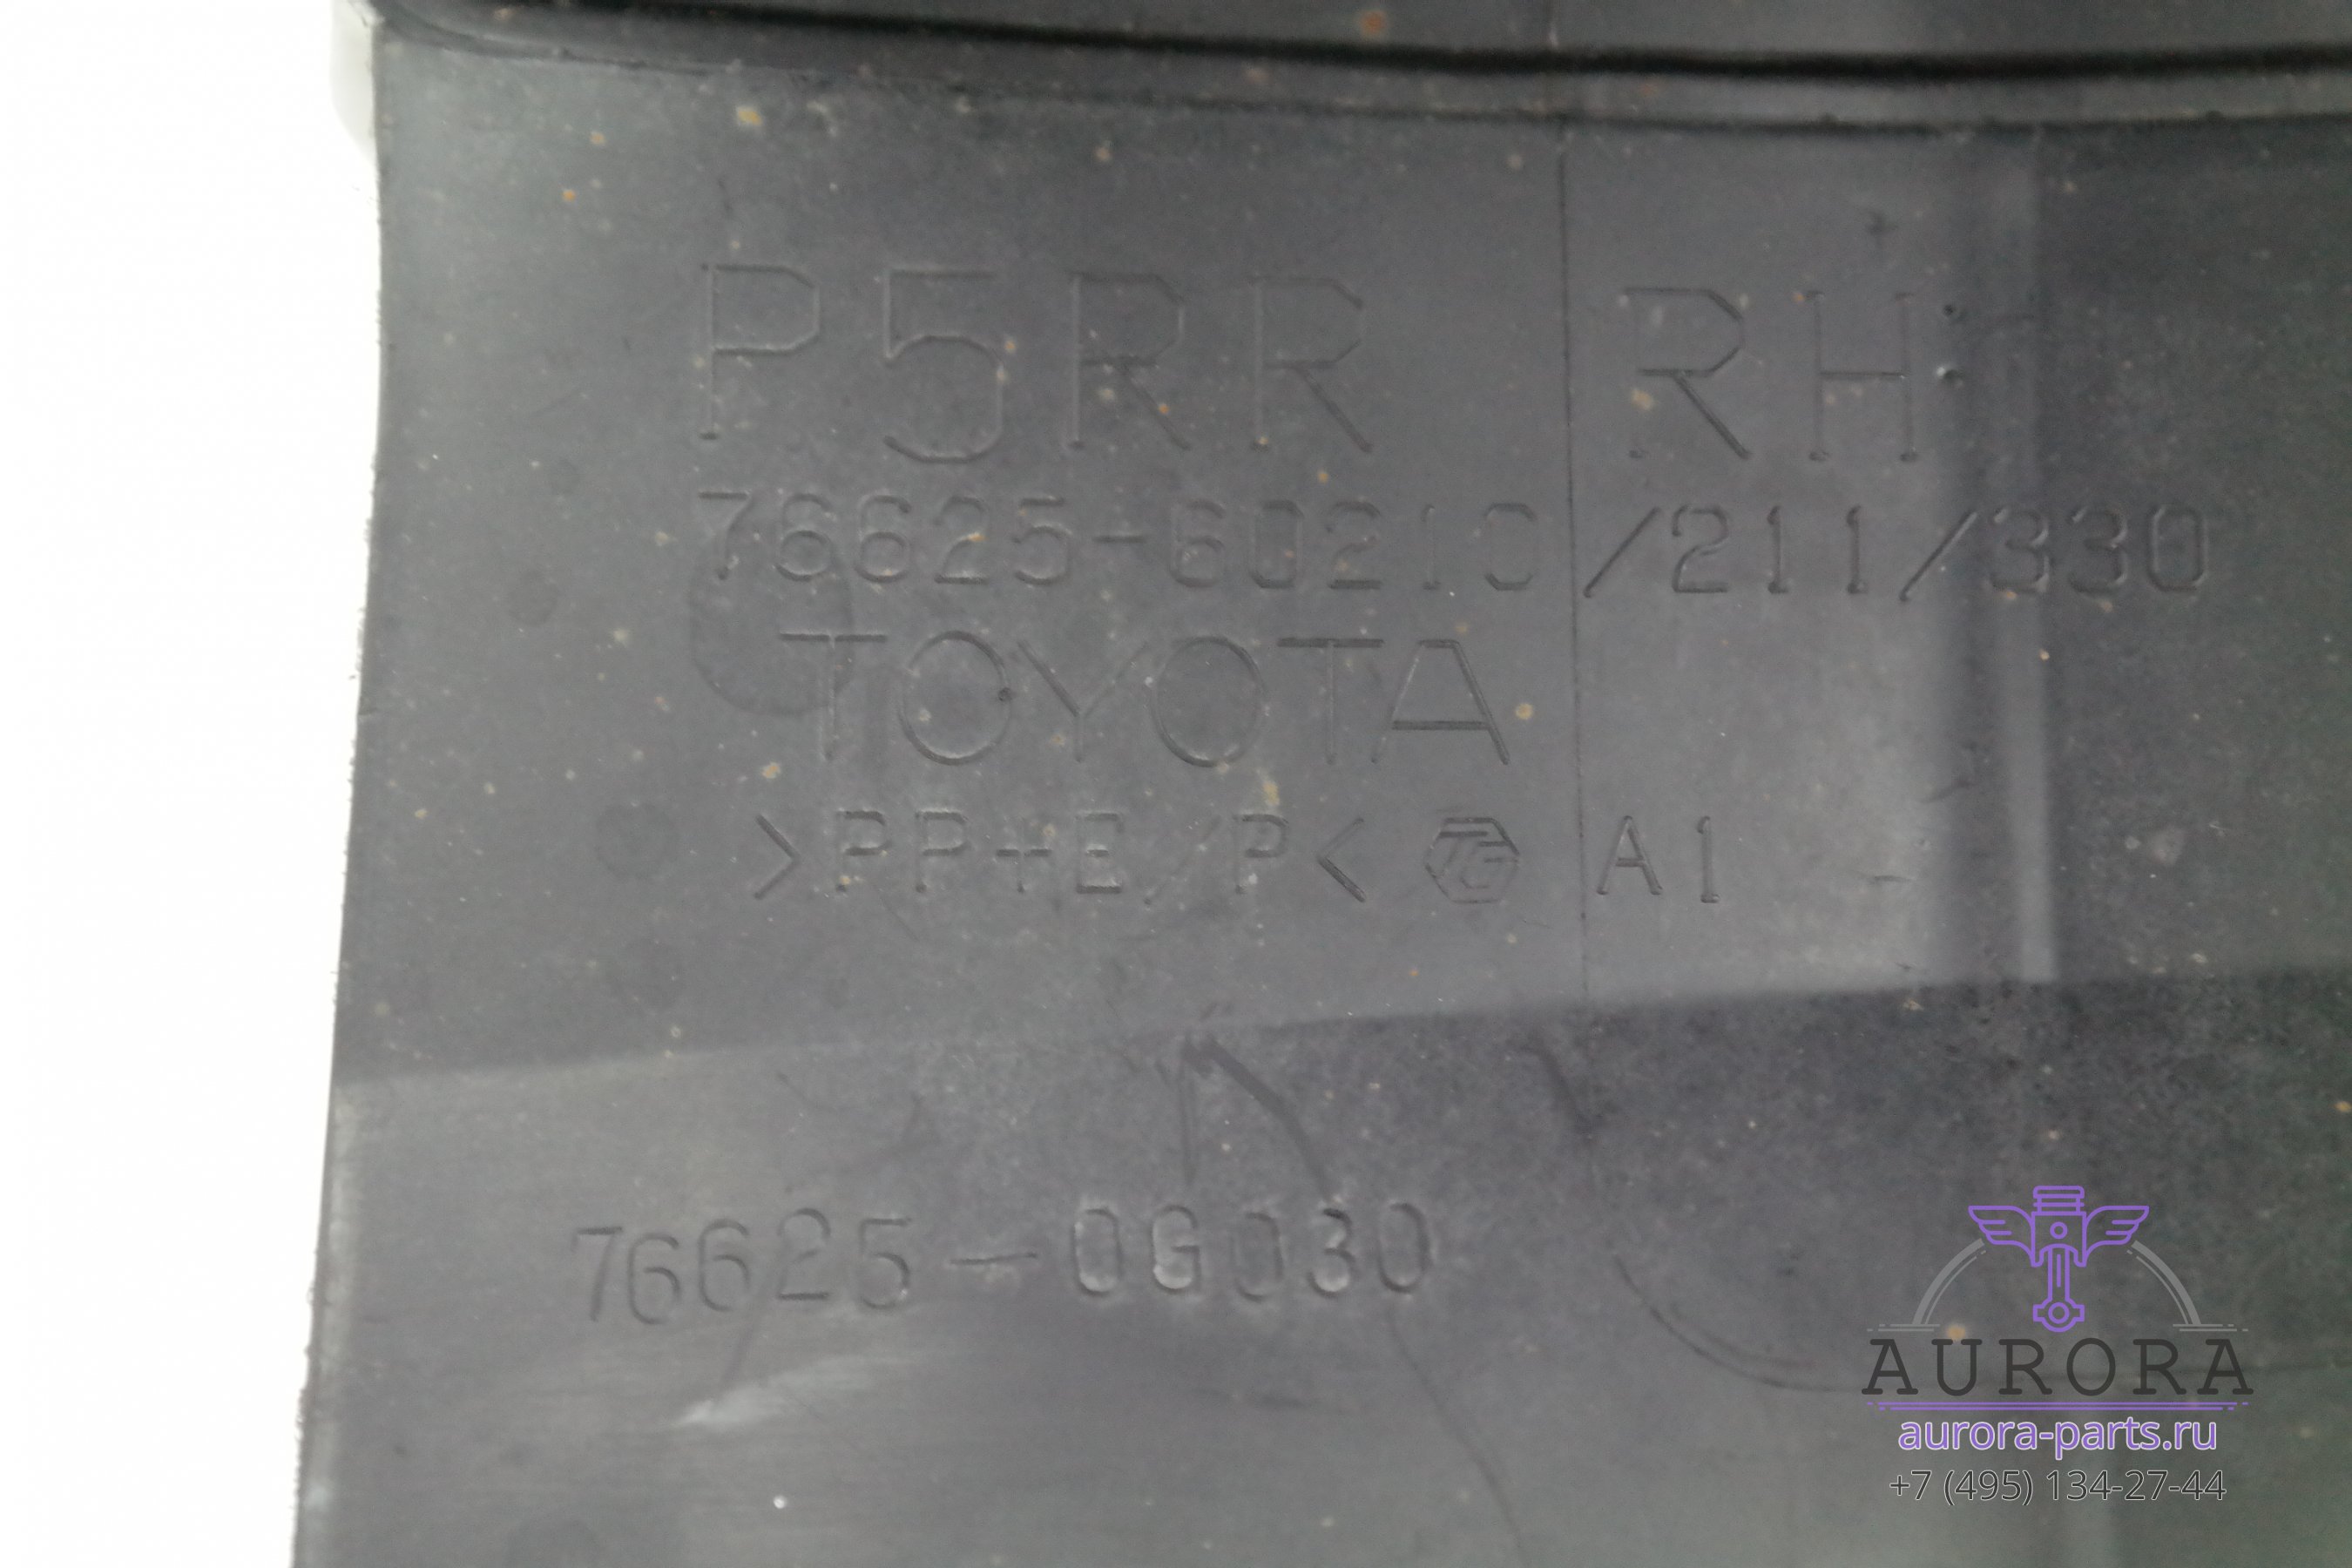 P5RR RH
76625-60210/211/330
TOYOTA
>PP+E/P< TG A1
76625-0G030
AURORA
aurora-parts.ru
+7 (495) 134-27-44